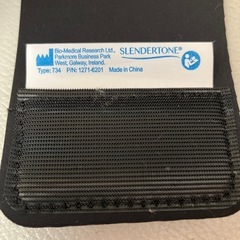 Bio-Medical Research Ltd.,
Parkmore Business Park
West, Galway, Ireland.
SLENDERTONE®
Type: 734 P/N: 1271-6201 Made in China